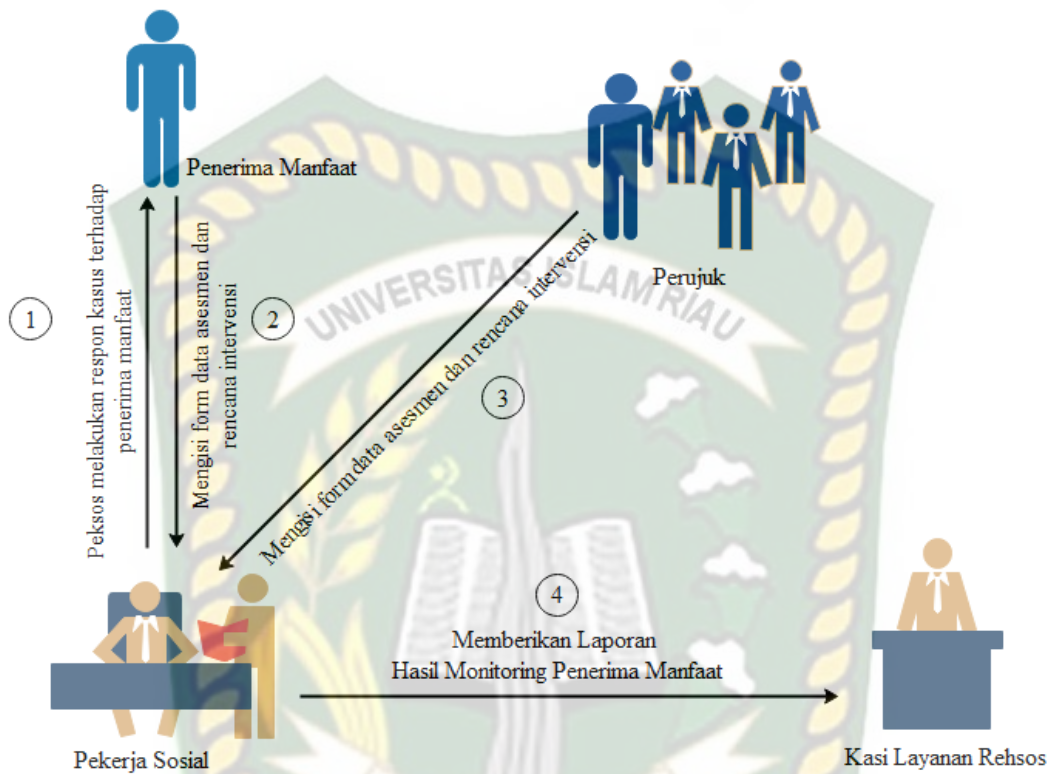 Penerima Manfaat
Perujuk
UNIVERSITAS ISLAM RIAU
1
Peksos melakukan respon kasus terhadap
penerima manfaat
Mengisi form data asesmen dan
rencana intervensi
2
Mengisi form data asesmen dan rencana intervensi
3
4
Memberikan Laporan
Hasil Monitoring Penerima Manfaat
Pekerja Sosial
Kasi Layanan Rehsos